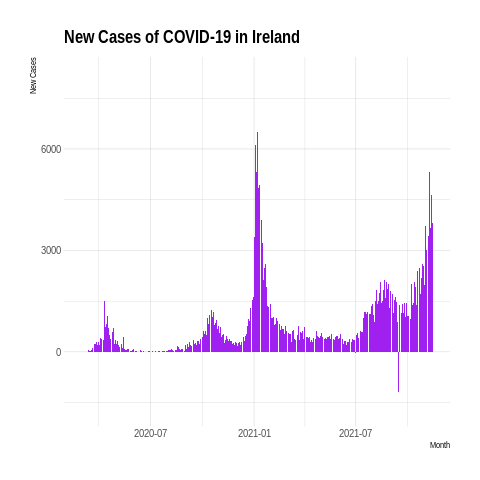 New Cases of COVID-19 in Ireland
New Cases
6000
3000
0
2020-07
2021-01
2021-07
Month